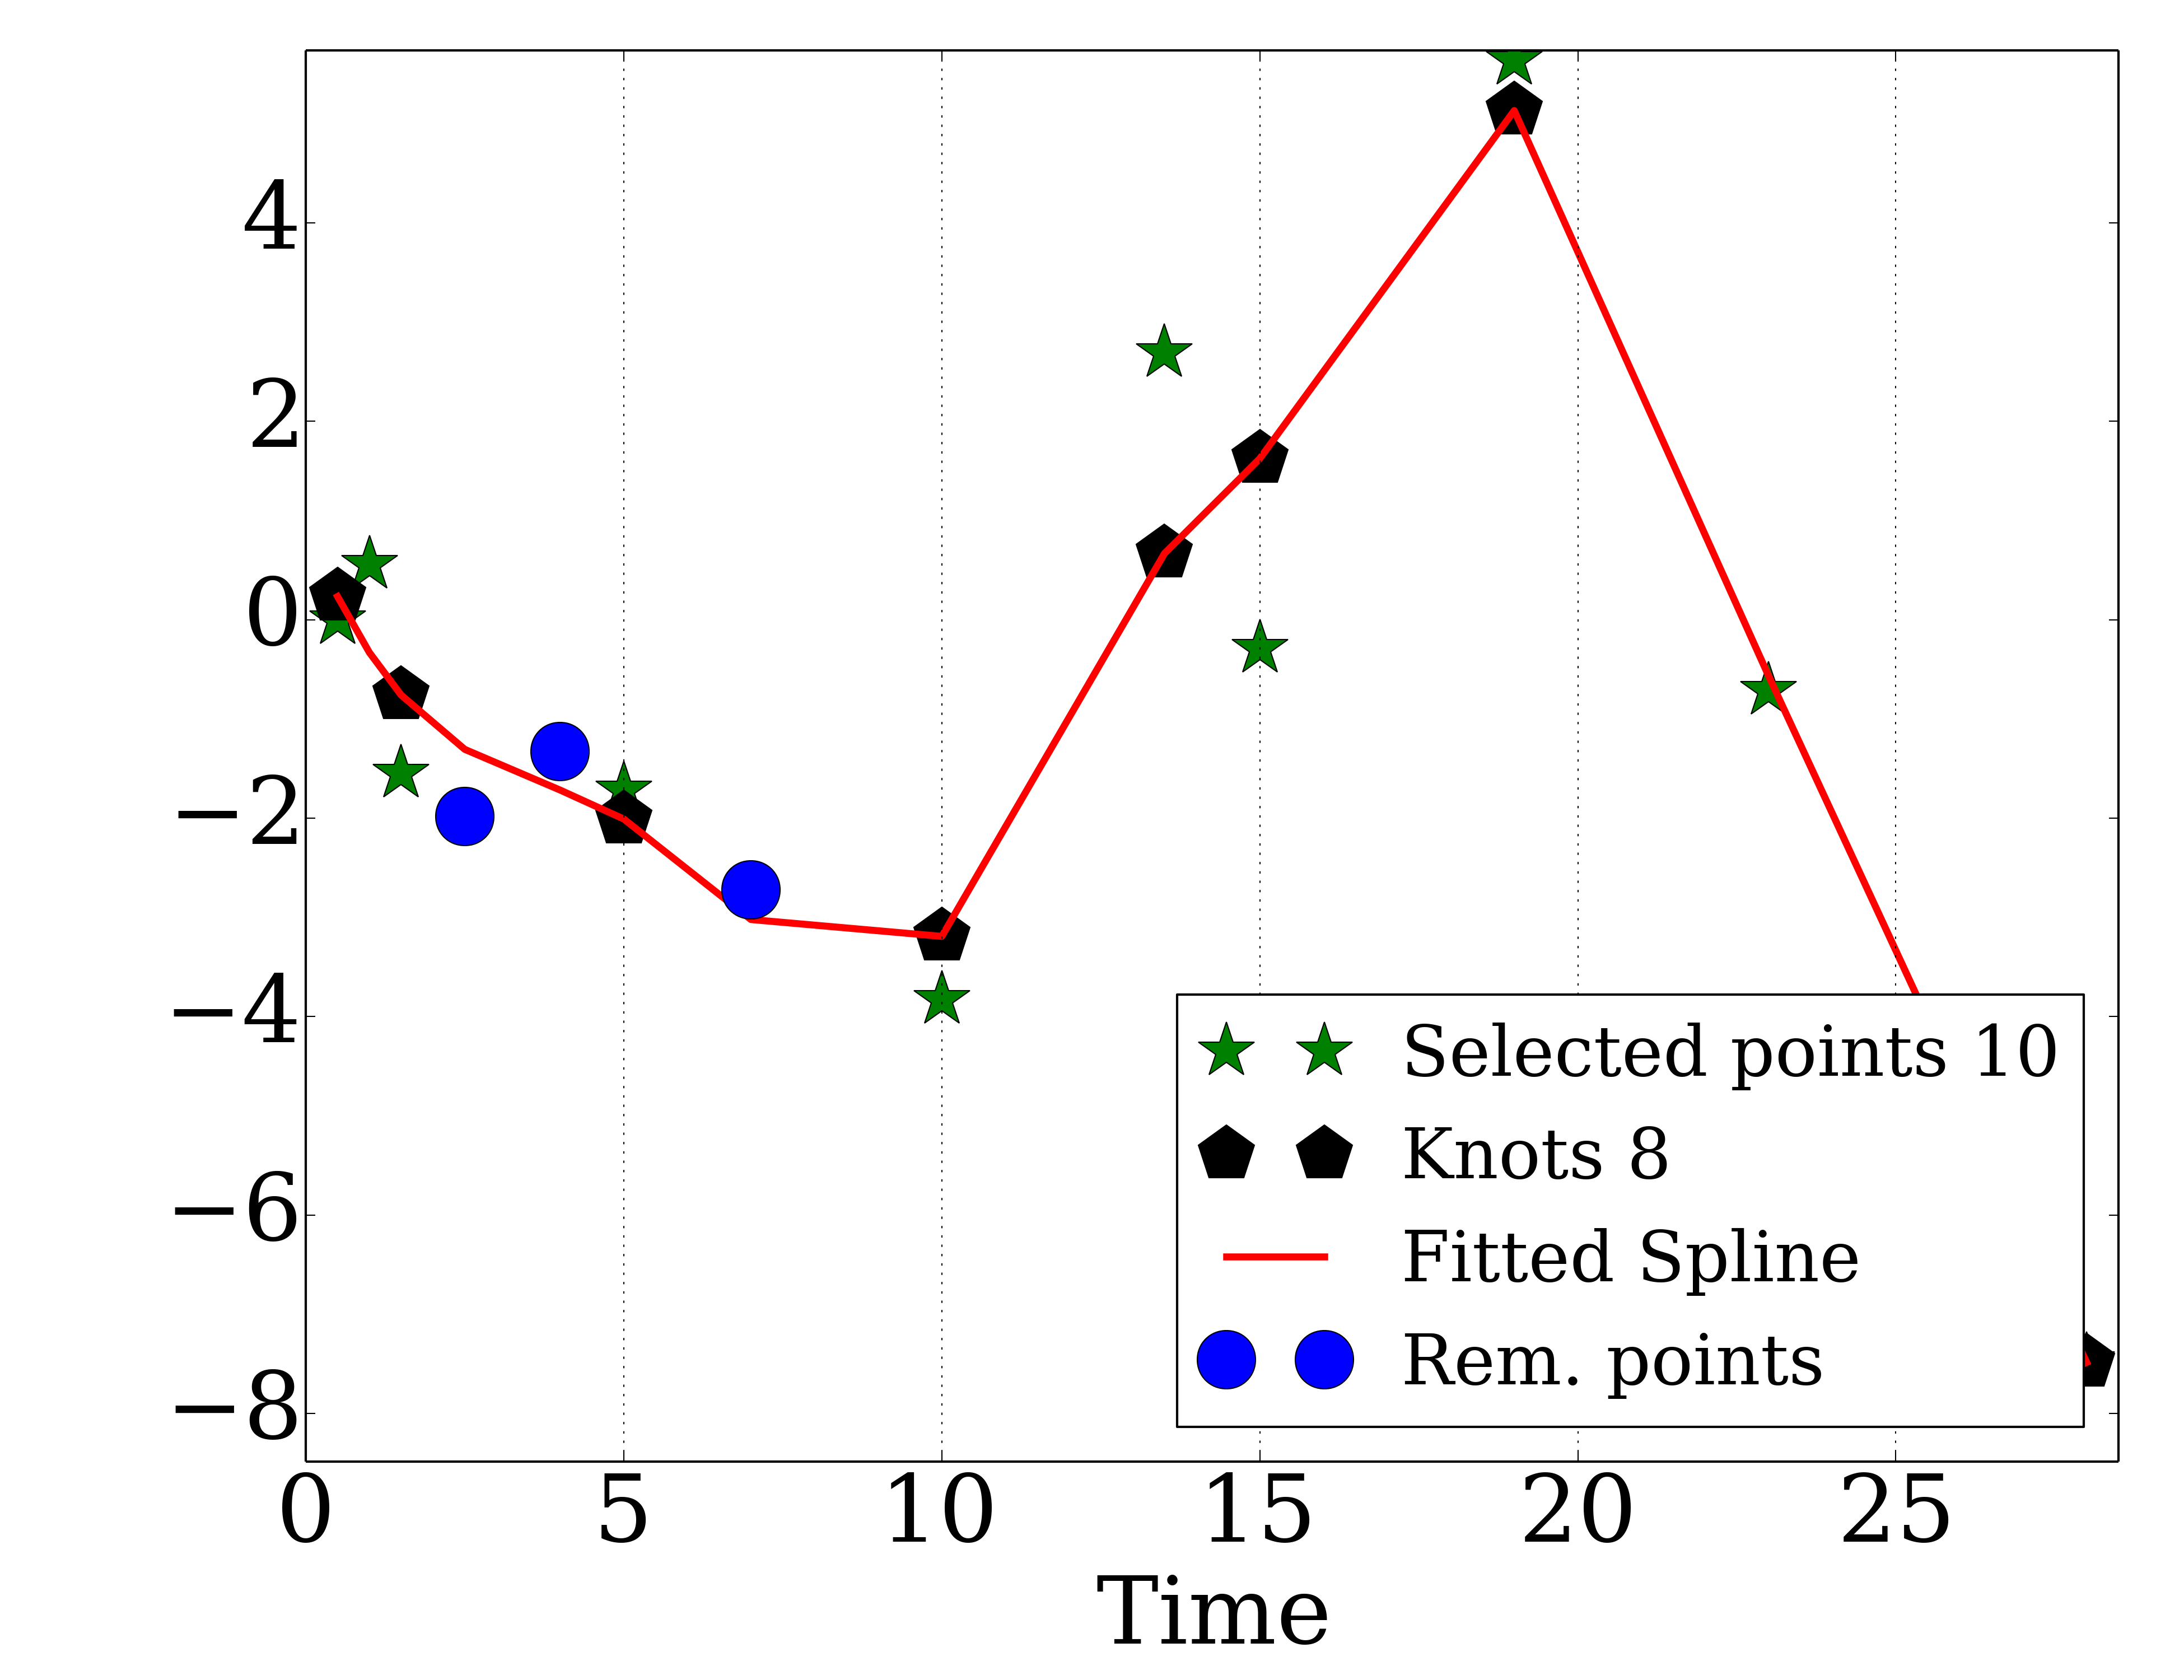 4
2
0
−2
−4
−6
−8
0 5 10 15 20 25
Time
Selected points 10
Knots 8
Fitted Spline
Rem. points